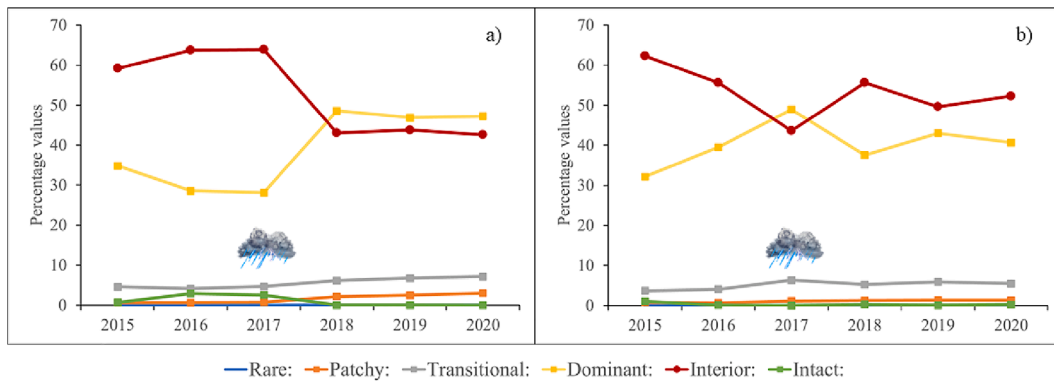 a)
Percentage values
70
60
50
40
30
20
10
0
2015 2016 2017 2018 2019 2020
b)
Percentage values
70
60
50
40
30
20
10
0
2015 2016 2017 2018 2019 2020
Rare: Patchy: Transitional: Dominant: Interior: Intact: